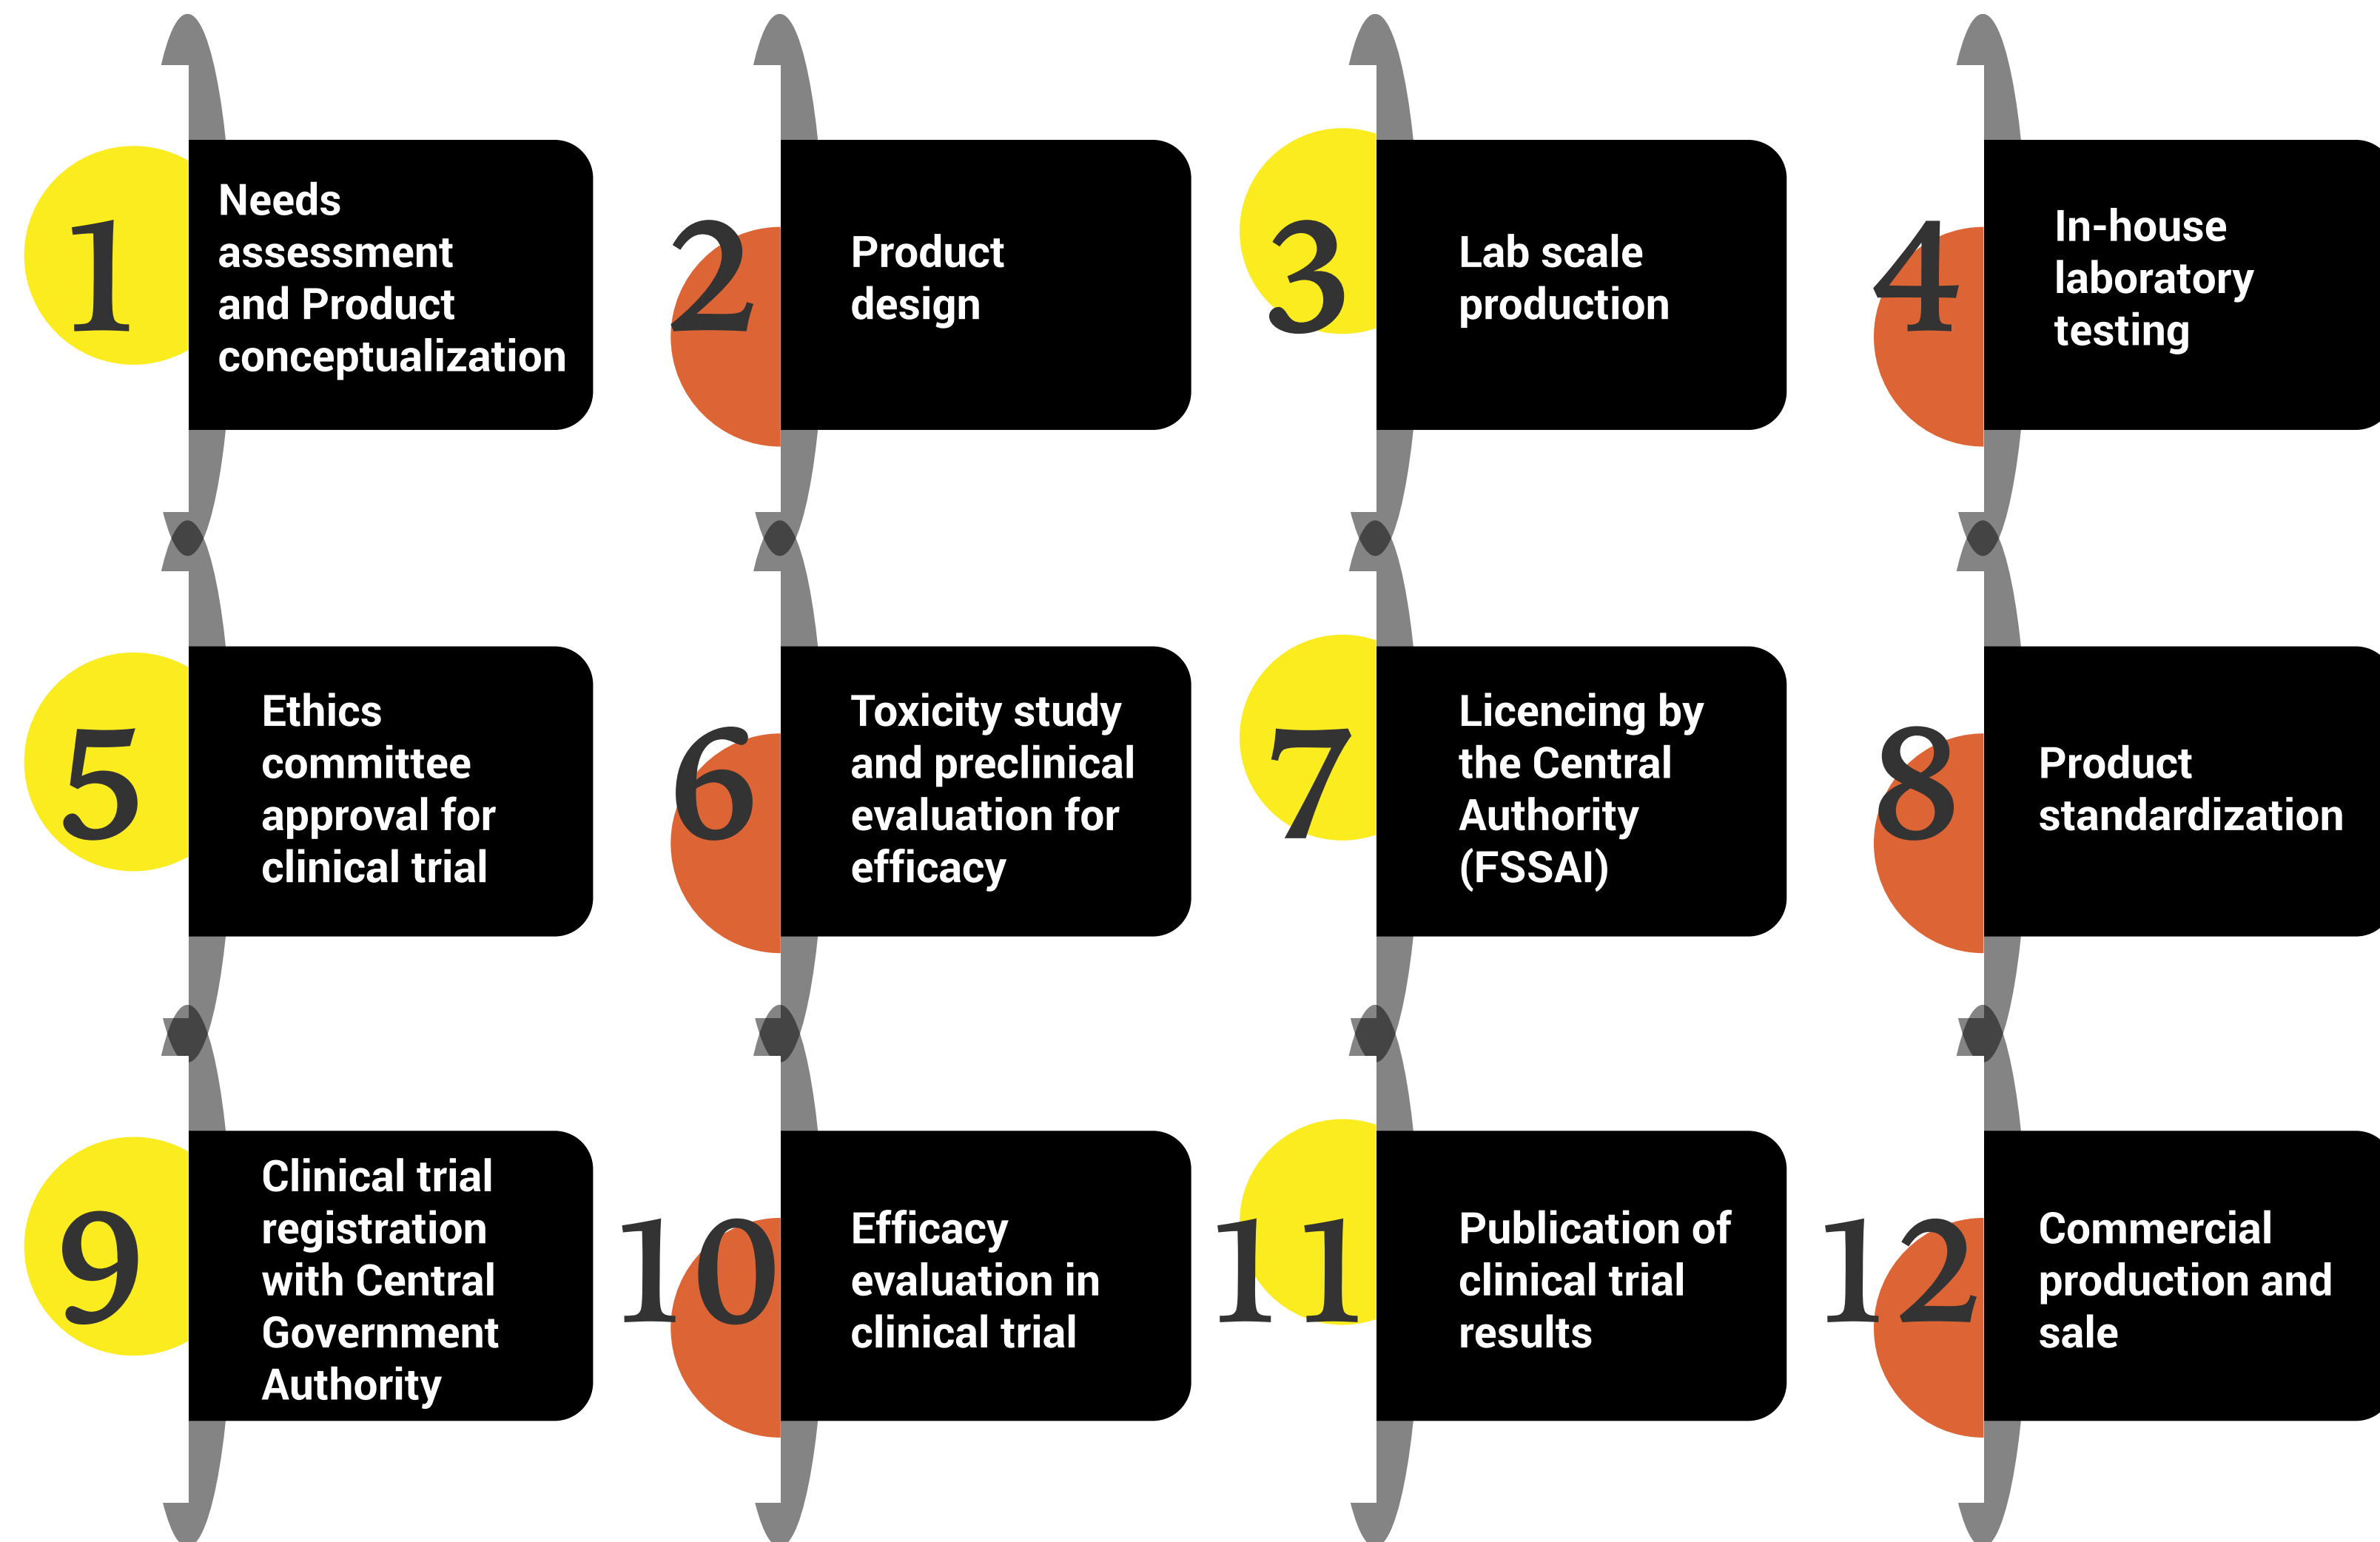 1
Needs
assessment
and Product
conceptualization
2
Product
design
3
Lab scale
production
4
In-house
laboratory
testing
5
Ethics
committee
approval for
clinical trial
6
Toxicity study
and preclinical
evaluation for
efficacy
7
Licencing by
the Central
Authority
(FSSAI)
8
Product
standardization
9
Clinical trial
registration
with Central
Government
Authority
10
Efficacy
evaluation in
clinical trial
11
Publication of
clinical trial
results
12
Commercial
production and
sale